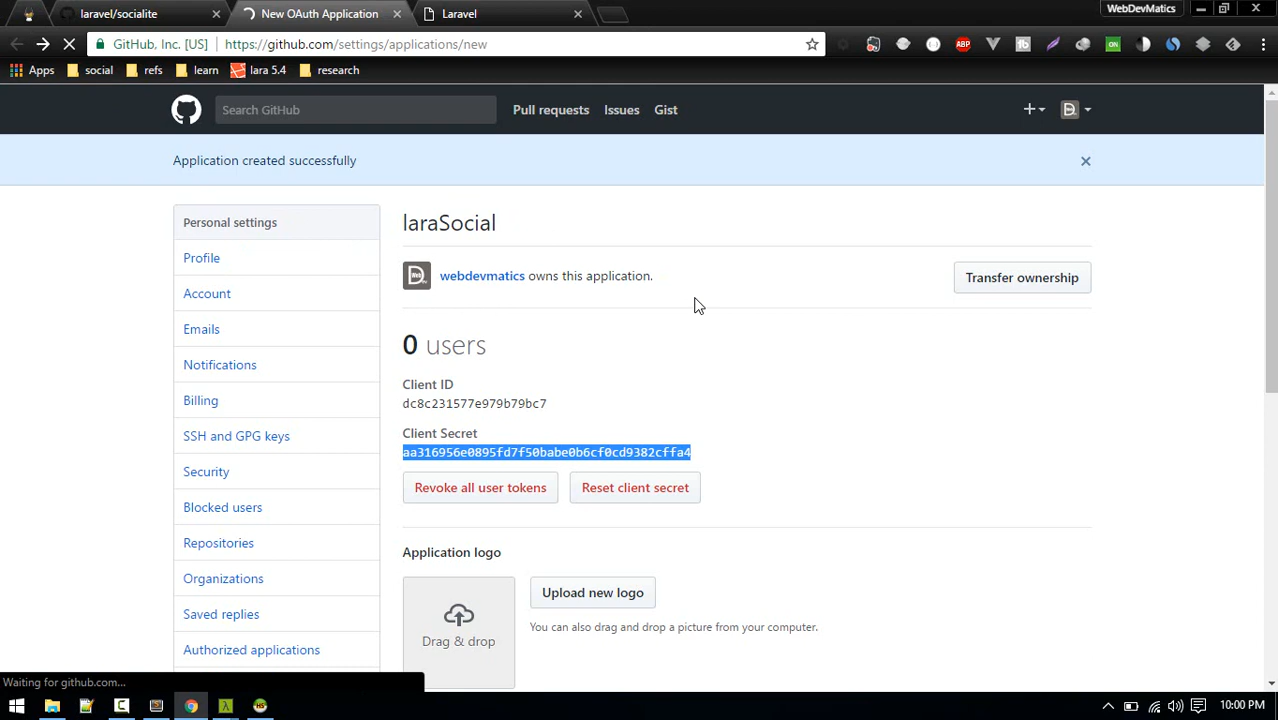 laravel/socialite × New OAuth Application × Laravel × WebDevMatics
GitHub, Inc. [US] https://github.com/settings/applications/new ABP ON
Apps social refs learn lara 5.4 research
Search GitHub Pull requests Issues Gist
Application created successfully ×
Personal settings
Profile
Account
Emails
Notifications
Billing
SSH and GPG keys
Security
Blocked users
Repositories
Organizations
Saved replies
Authorized applications
laraSocial
webdevmatics owns this application. Transfer ownership
0 users
Client ID
dc8c231577e979b79bc7
Client Secret
aa316956e0895fd7f50babe0b6cf0cd9382cffa4
Revoke all user tokens Reset client secret
Application logo
Drag & drop
Upload new logo
You can also drag and drop a picture from your computer.
Waiting for github.com...
10:00 PM